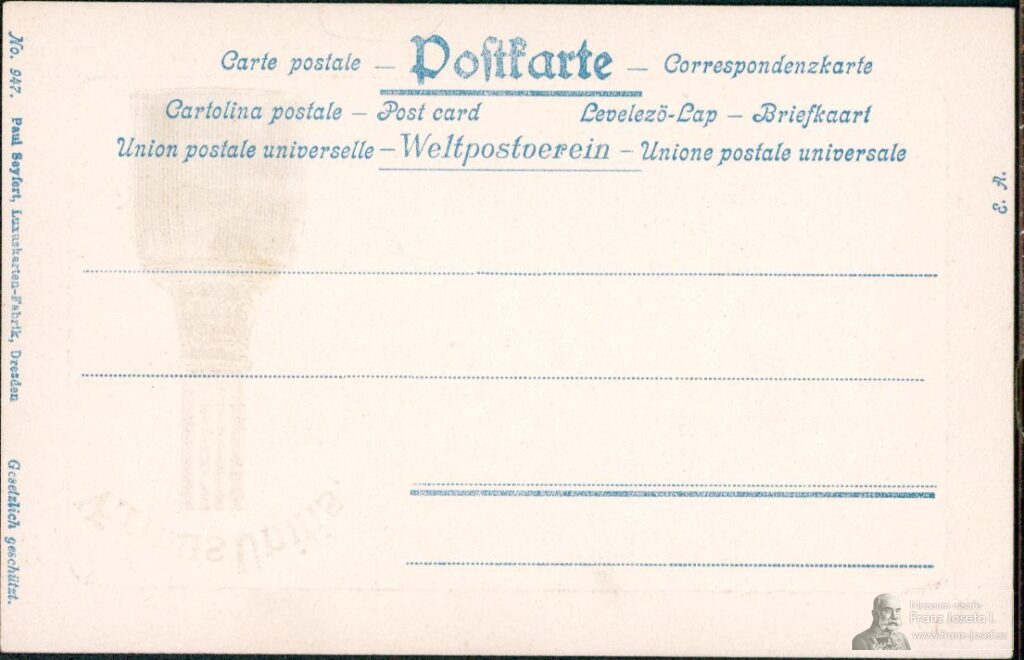 Carte postale — Postkarte — Correspondenzkarte
Cartolina postale — Post card Levelezö-Lap — Briefkaart
Union postale universelle — Weltpostverein — Unione postale universale
No. 947. Paul Seyfert, Luxuskarten-Fabrik, Dresden Gesetzlich geschützt.
E. A.
Muzeum císaře
Franz Josefa I.
www.franz-josef.cz